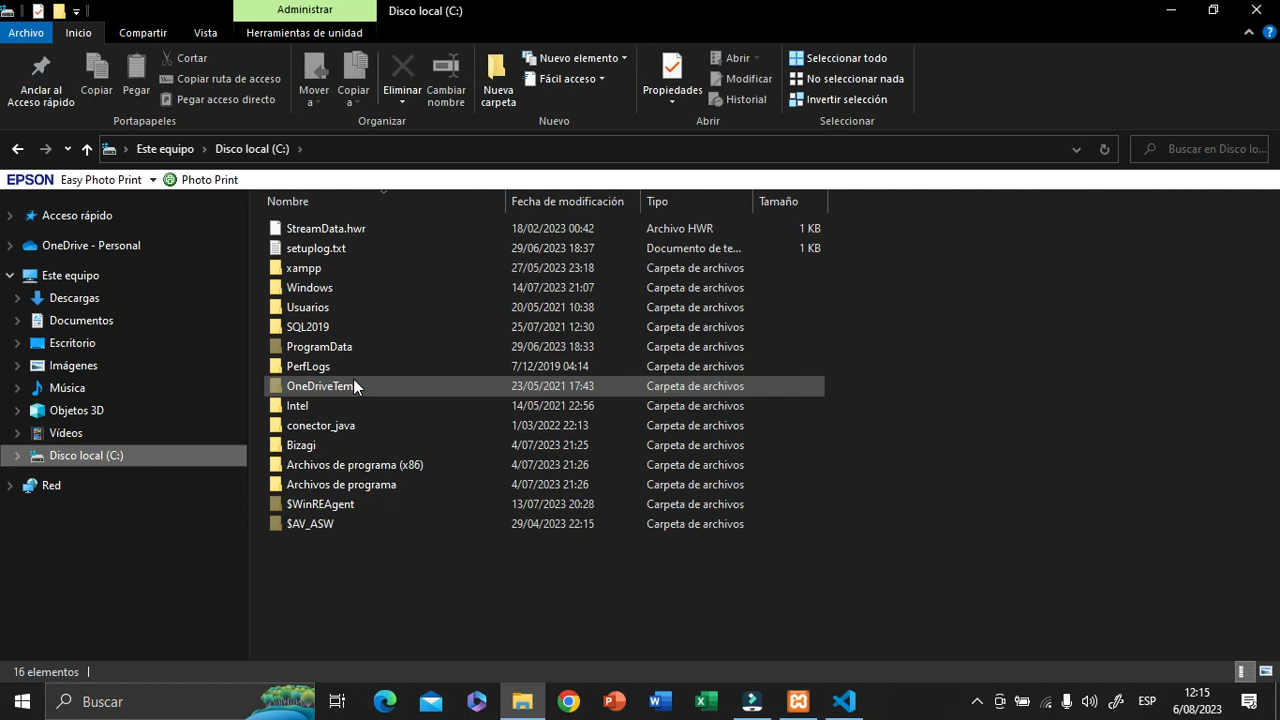 Administrar
Disco local (C:)
Archivo
Inicio
Compartir
Vista
Herramientas de unidad
Anclar al
Acceso rápido
Copiar
Pegar
Cortar
Copiar ruta de acceso
Pegar acceso directo
Portapapeles
Mover
a
Copiar
a
Eliminar
Cambiar
nombre
Organizar
Nueva
carpeta
Nuevo elemento
Fácil acceso
Nuevo
Propiedades
Abrir
Modificar
Historial
Abrir
Seleccionar todo
No seleccionar nada
Invertir selección
Selección
Este equipo
Disco local (C:)
Buscar en Disco lo...
EPSON Easy Photo Print Photo Print
Acceso rápido
OneDrive - Personal
Este equipo
Descargas
Documentos
Escritorio
Imágenes
Música
Objetos 3D
Vídeos
Disco local (C:)
Red
Nombre Fecha de modificación Tipo Tamaño
StreamData.hwr 18/02/2023 00:42 Archivo HWR 1 KB
setuplog.txt 29/06/2023 18:37 Documento de te... 1 KB
xampp 27/05/2023 23:18 Carpeta de archivos
Windows 14/07/2023 21:07 Carpeta de archivos
Usuarios 20/05/2021 10:38 Carpeta de archivos
SQL2019 25/07/2021 12:30 Carpeta de archivos
ProgramData 29/06/2023 18:33 Carpeta de archivos
PerfLogs 7/12/2019 04:14 Carpeta de archivos
OneDriveTem 23/05/2021 17:43 Carpeta de archivos
Intel 14/05/2021 22:56 Carpeta de archivos
conector_java 1/03/2022 22:13 Carpeta de archivos
Bizagi 4/07/2023 21:25 Carpeta de archivos
Archivos de programa (x86) 4/07/2023 21:26 Carpeta de archivos
Archivos de programa 4/07/2023 21:26 Carpeta de archivos
$WinREAgent 13/07/2023 20:28 Carpeta de archivos
$AV_ASW 29/04/2023 22:15 Carpeta de archivos
16 elementos
Buscar
ESP
12:15
6/08/2023